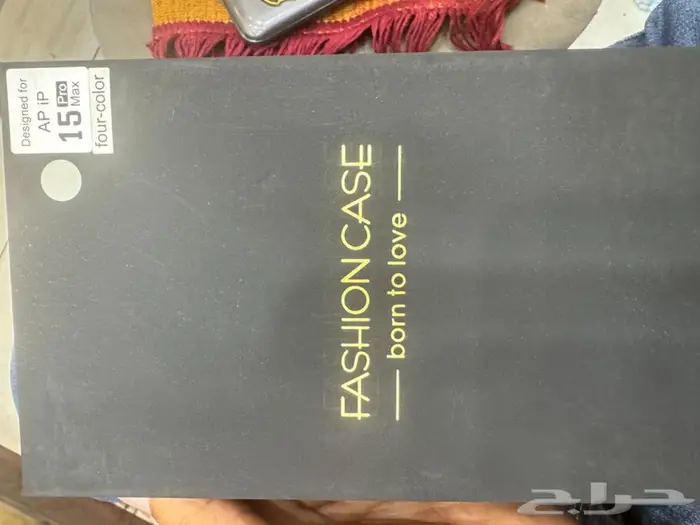 Designed for
AP iP
15 Pro Max
four-color
FASHION CASE
born to love
حراج